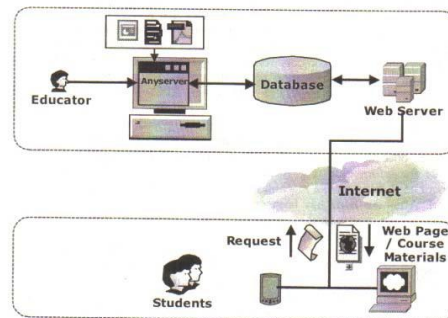 Anyserver
Educator
Database
Web Server
Internet
Request
Web Page
/ Course
Materials
Students